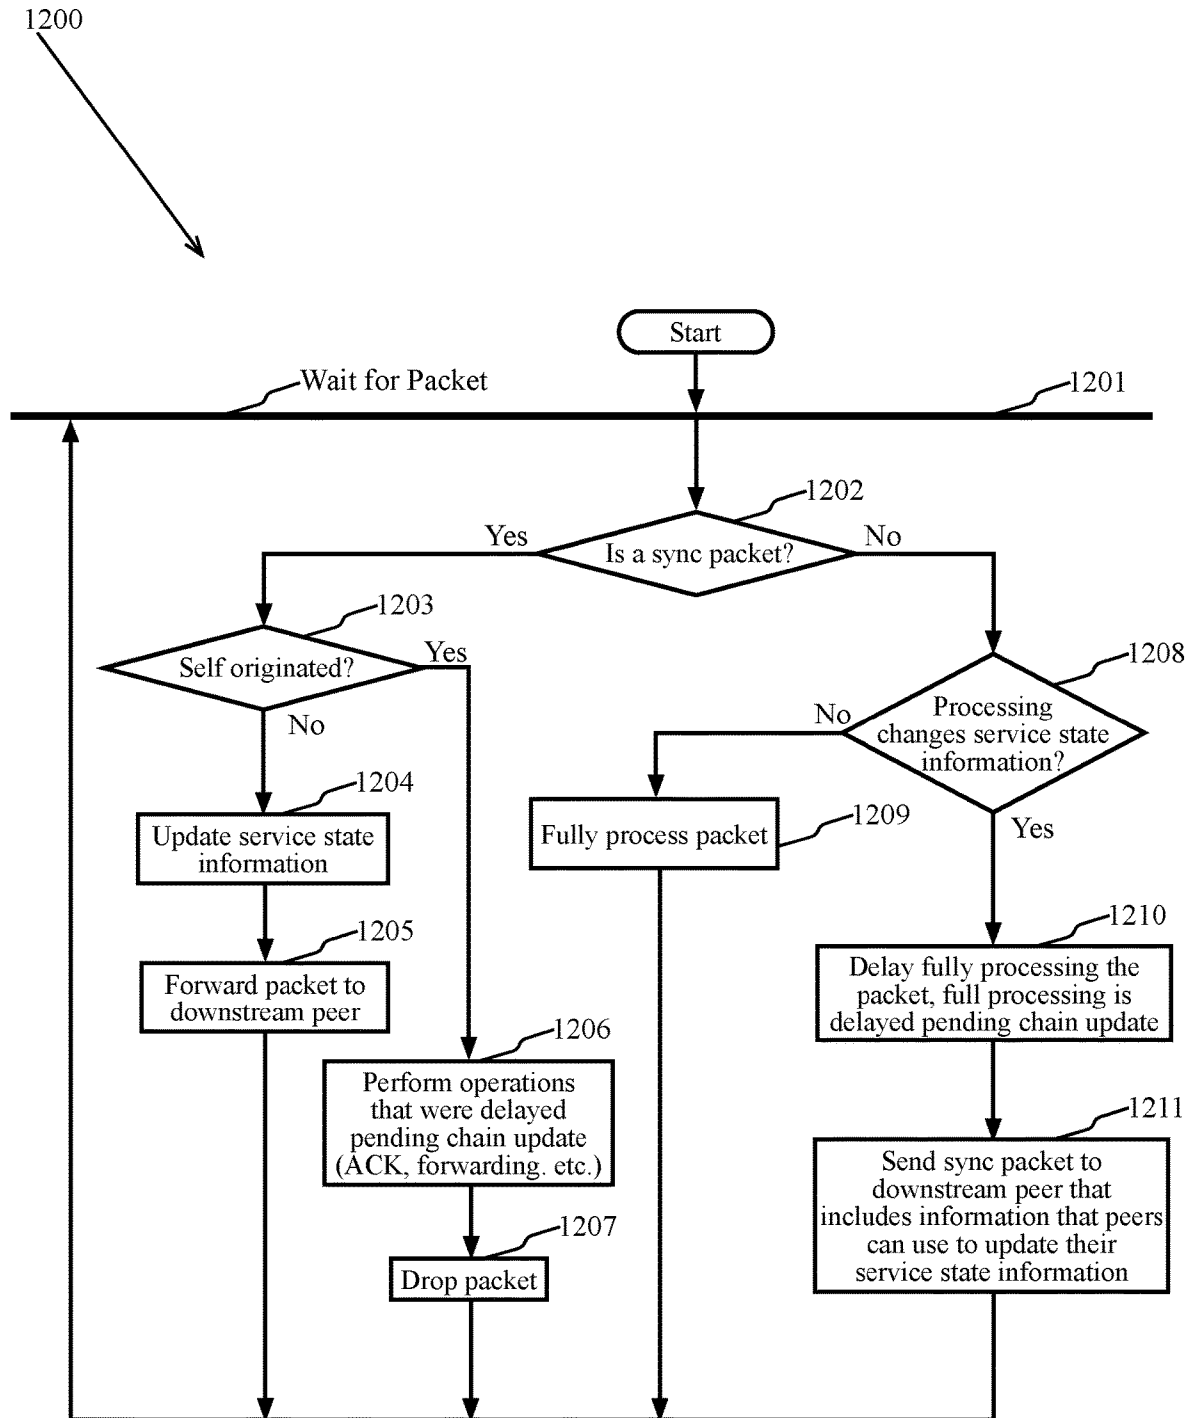 1200
Start
Wait for Packet
1201
1202
Yes
Is a sync packet?
No
1203
Self originated?
Yes
No
1208
Processing
changes service state
information?
No
Yes
1204
Update service state
information
1209
Fully process packet
1205
Forward packet to
downstream peer
1210
Delay fully processing the
packet, full processing is
delayed pending chain update
1206
Perform operations
that were delayed
pending chain update
(ACK, forwarding. etc.)
1211
Send sync packet to
downstream peer that
includes information that peers
can use to update their
service state information
1207
Drop packet